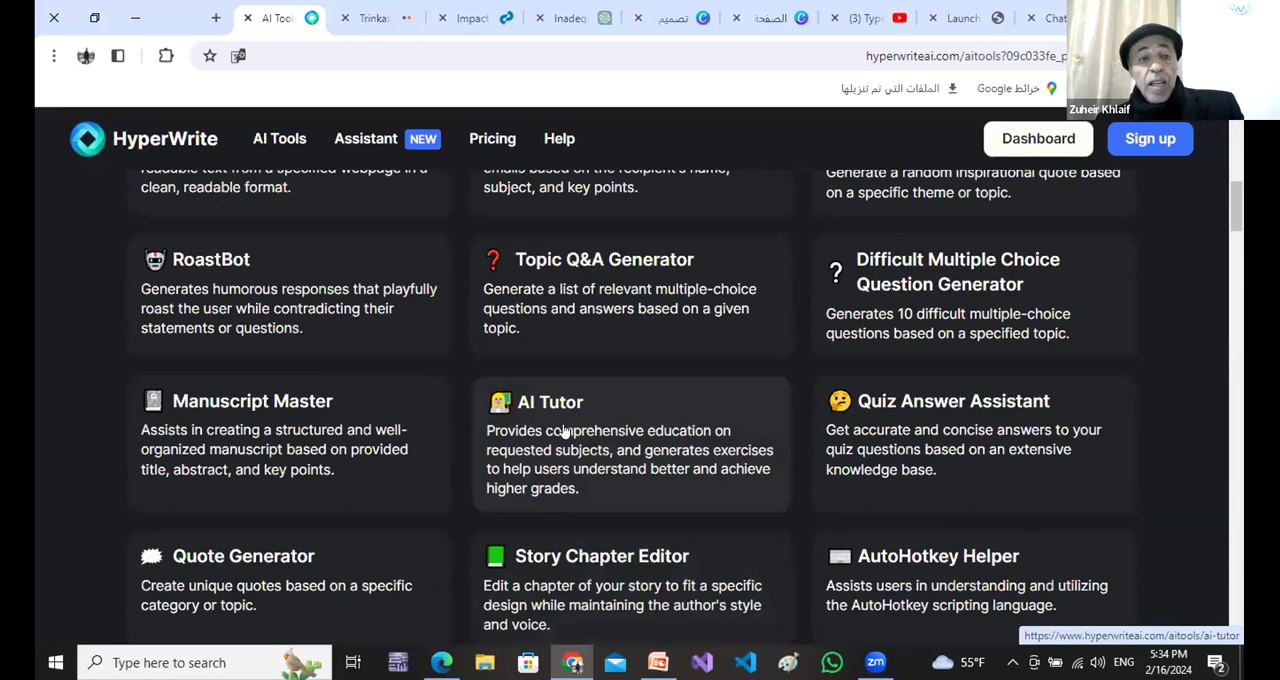 AI Tool
Trinka:
Impact
Inadeq
تصميم
الصفحة
(3) Type
Launch
Chat
hyperwriteai.com/aitools?09c033fe_p
الملفات التي تم تنزيلها
خرائط Google
Zuheir Khlaif
HyperWrite
AI Tools
Assistant NEW
Pricing
Help
Dashboard
Sign up
readable text from a specified webpage in a
clean, readable format.
emails based on the recipient's name,
subject, and key points.
Generate a random inspirational quote based
on a specific theme or topic.
RoastBot
Generates humorous responses that playfully
roast the user while contradicting their
statements or questions.
Topic Q&A Generator
Generate a list of relevant multiple-choice
questions and answers based on a given
topic.
Difficult Multiple Choice
Question Generator
Generates 10 difficult multiple-choice
questions based on a specified topic.
Manuscript Master
Assists in creating a structured and well-
organized manuscript based on provided
title, abstract, and key points.
AI Tutor
Provides comprehensive education on
requested subjects, and generates exercises
to help users understand better and achieve
higher grades.
Quiz Answer Assistant
Get accurate and concise answers to your
quiz questions based on an extensive
knowledge base.
Quote Generator
Create unique quotes based on a specific
category or topic.
Story Chapter Editor
Edit a chapter of your story to fit a specific
design while maintaining the author's style
and voice.
AutoHotkey Helper
Assists users in understanding and utilizing
the AutoHotkey scripting language.
https://www.hyperwriteai.com/aitools/ai-tutor
Type here to search
zm
55°F
ENG
5:34 PM
2/16/2024
2